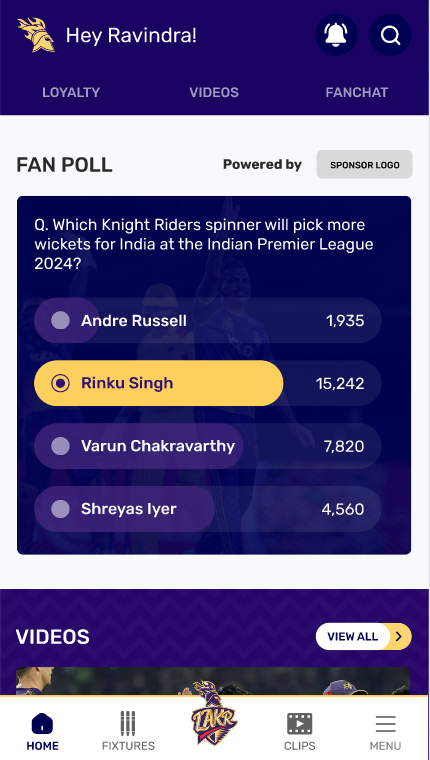 Hey Ravindra!
LOYALTY VIDEOS FANCHAT
FAN POLL Powered by SPONSOR LOGO
Q. Which Knight Riders spinner will pick more
wickets for India at the Indian Premier League
2024?
Andre Russell 1,935
Rinku Singh 15,242
Varun Chakravarthy 7,820
Shreyas Iyer 4,560
VIDEOS VIEW ALL
LAKR
HOME FIXTURES CLIPS MENU